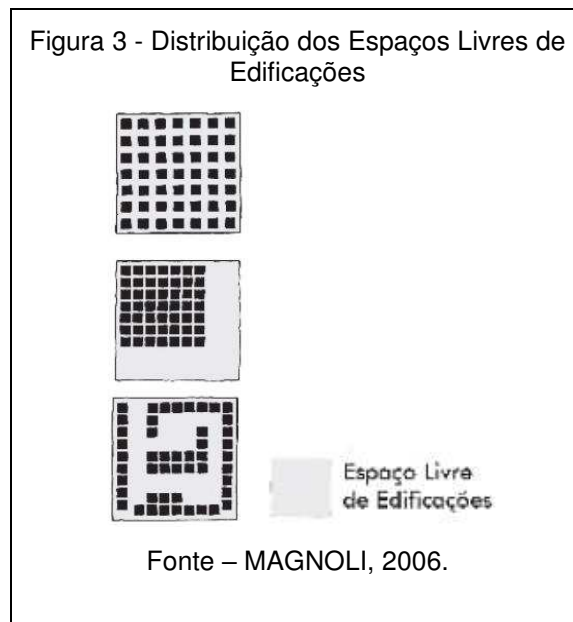 Figura 3 - Distribuição dos Espaços Livres de
Edificações
Espaço Livre
de Edificações
Fonte – MAGNOLI, 2006.